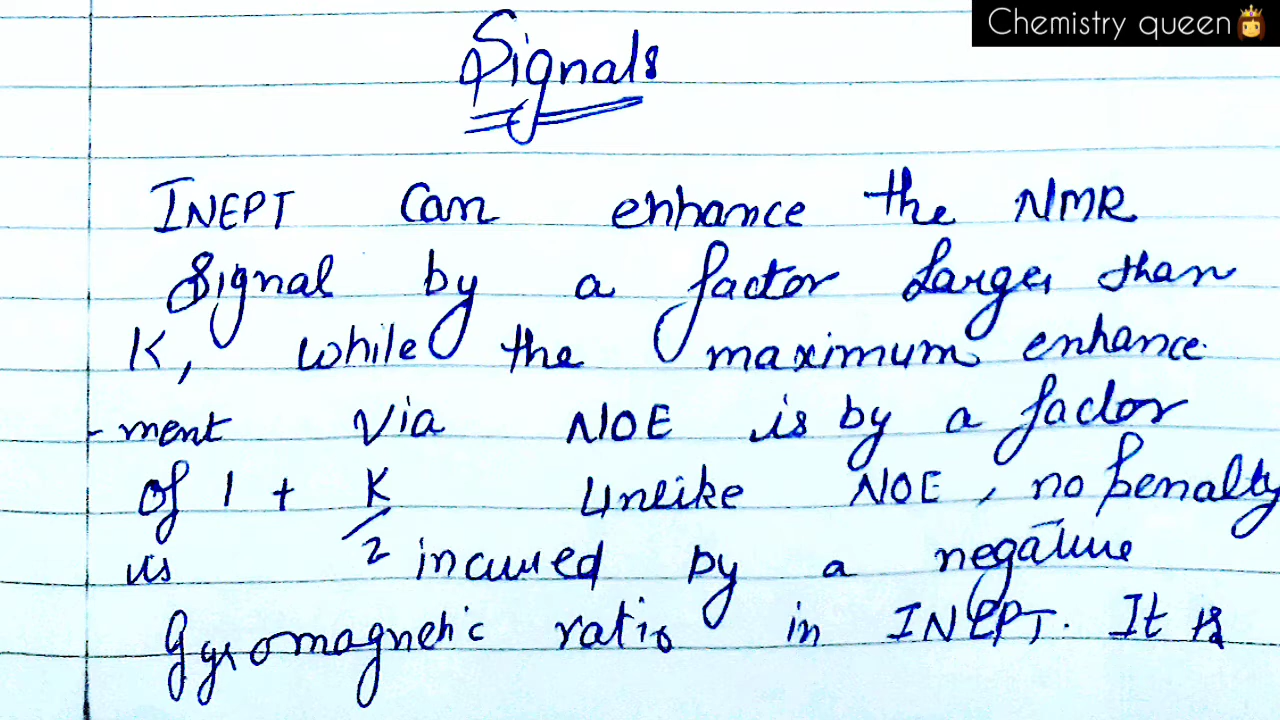 Chemistry queen👸
Signals
INEPT can enhance the NMR
Signal by a factor larger than
K, while the maximum enhance
-ment via NOE is by a factor
of 1 + K/2 Unlike NOE, no penalty
is incured by a negative
Gyromagnetic ratio in INEPT. It is